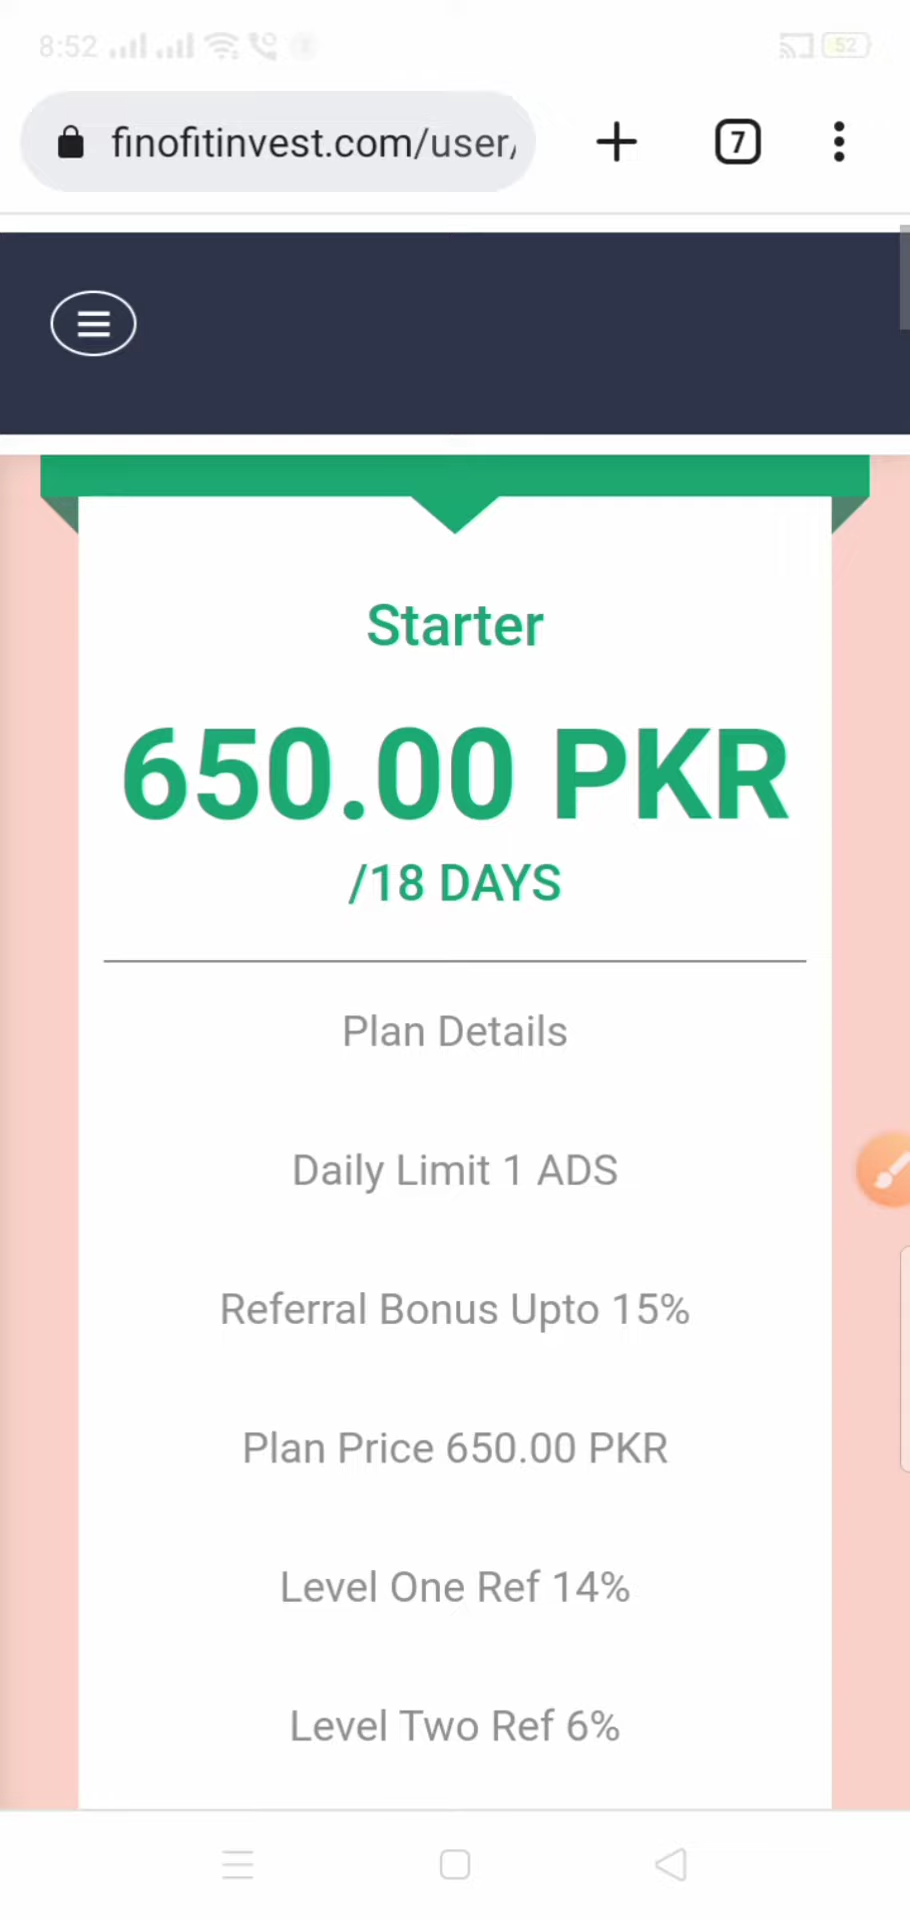 8:52
52
finofitinvest.com/user/
7
Starter
650.00 PKR
/18 DAYS
Plan Details
Daily Limit 1 ADS
Referral Bonus Upto 15%
Plan Price 650.00 PKR
Level One Ref 14%
Level Two Ref 6%